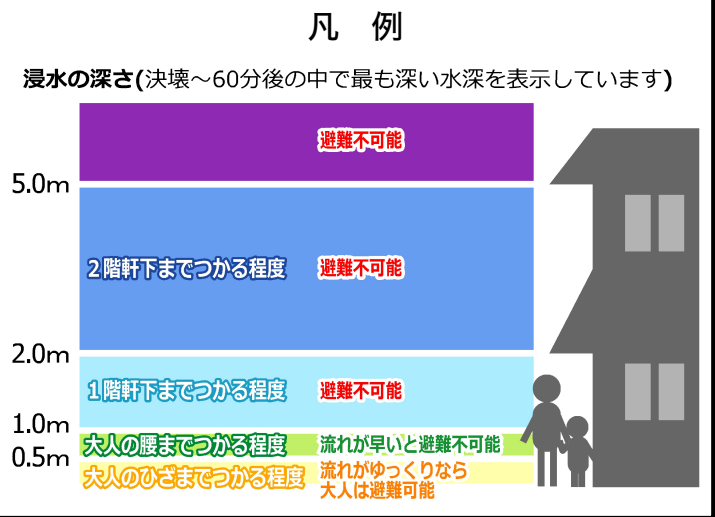 凡 例
浸水の深さ(決壊～60分後の中で最も深い水深を表示しています)
避難不可能
5.0m
2階軒下までつかる程度 避難不可能
2.0m
1階軒下までつかる程度 避難不可能
1.0m
大人の腰までつかる程度 流れが早いと避難不可能
0.5m
大人のひざまでつかる程度 流れがゆっくりなら
大人は避難可能